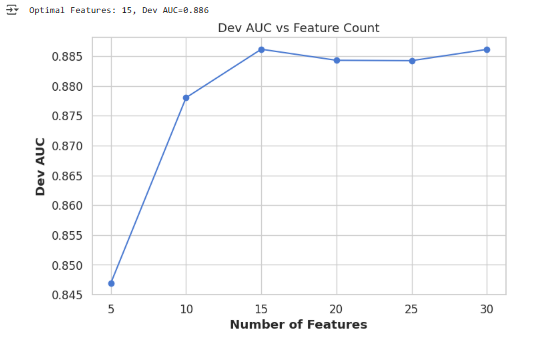 Optimal Features: 15, Dev AUC=0.886
Dev AUC vs Feature Count
Dev AUC
0.885
0.880
0.875
0.870
0.865
0.860
0.855
0.850
0.845
5 10 15 20 25 30
Number of Features